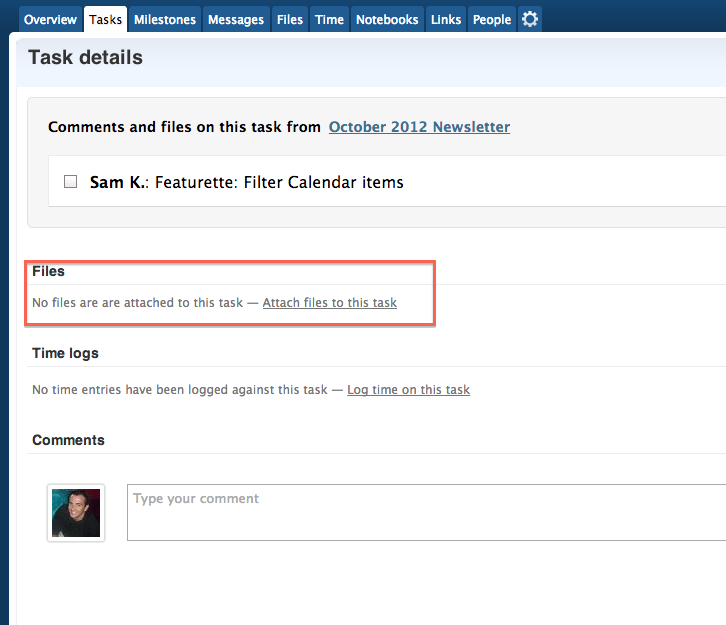 Overview Tasks Milestones Messages Files Time Notebooks Links People
Task details
Comments and files on this task from October 2012 Newsletter
Sam K.: Featurette: Filter Calendar items
Files
No files are are attached to this task — Attach files to this task
Time logs
No time entries have been logged against this task — Log time on this task
Comments
Type your comment